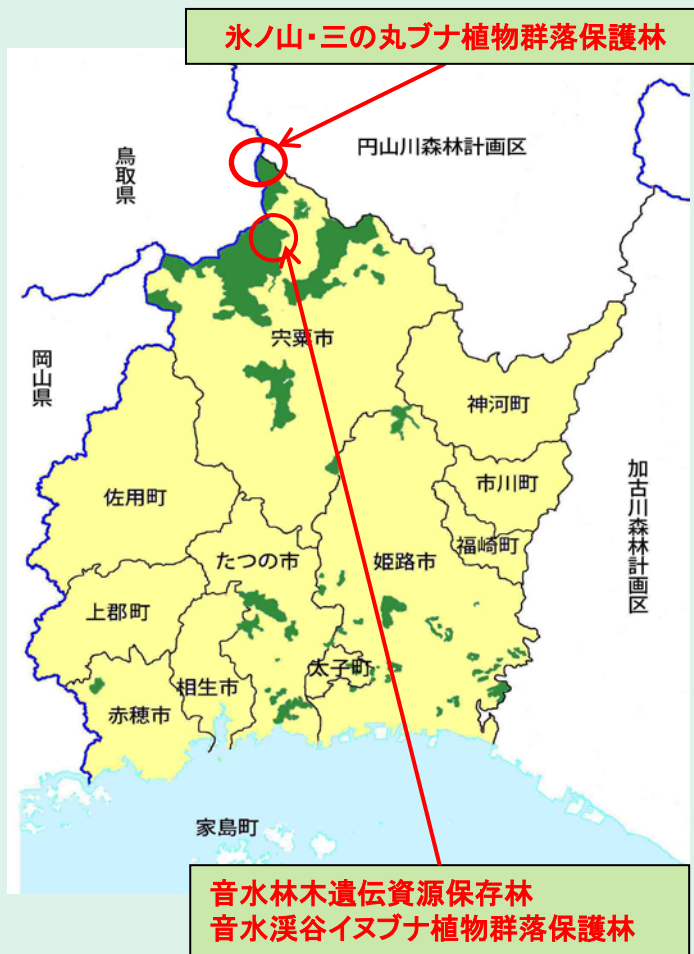 氷ノ山・三の丸ブナ植物群落保護林
円山川森林計画区
鳥取県
宍粟市
岡山県
神河町
加古川森林計画区
市川町
佐用町
福崎町
たつの市
姫路市
上郡町
太子町
相生市
赤穂市
家島町
音水林木遺伝資源保存林
音水渓谷イヌブナ植物群落保護林